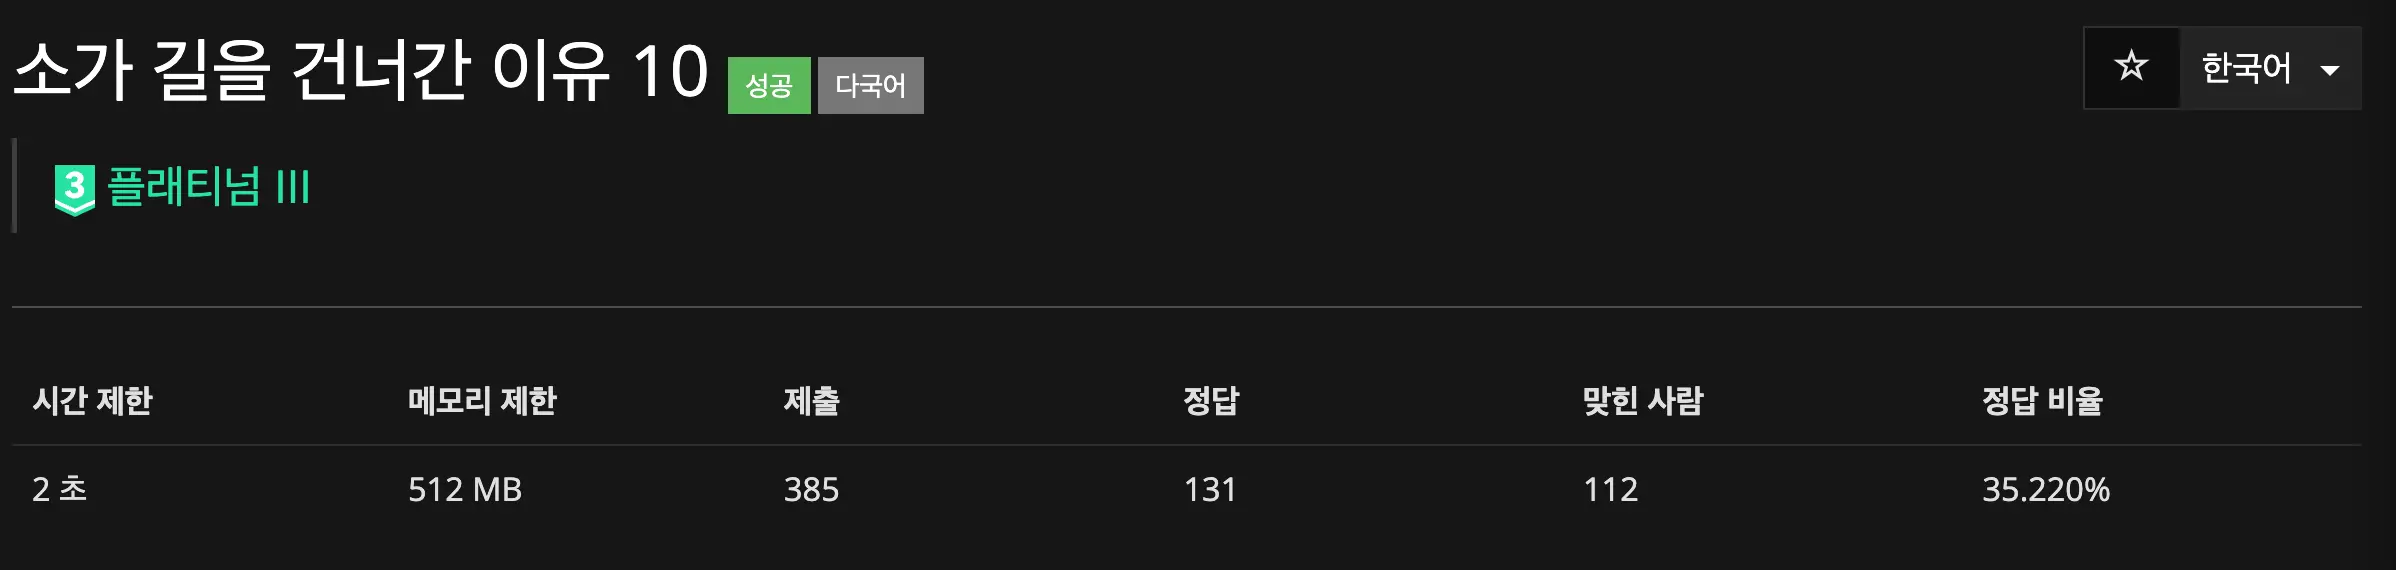 소가 길을 건너간 이유 10 성공 다국어 ☆ 한국어
3 플래티넘 III
시간 제한 메모리 제한 제출 정답 맞힌 사람 정답 비율
2 초 512 MB 385 131 112 35.220%